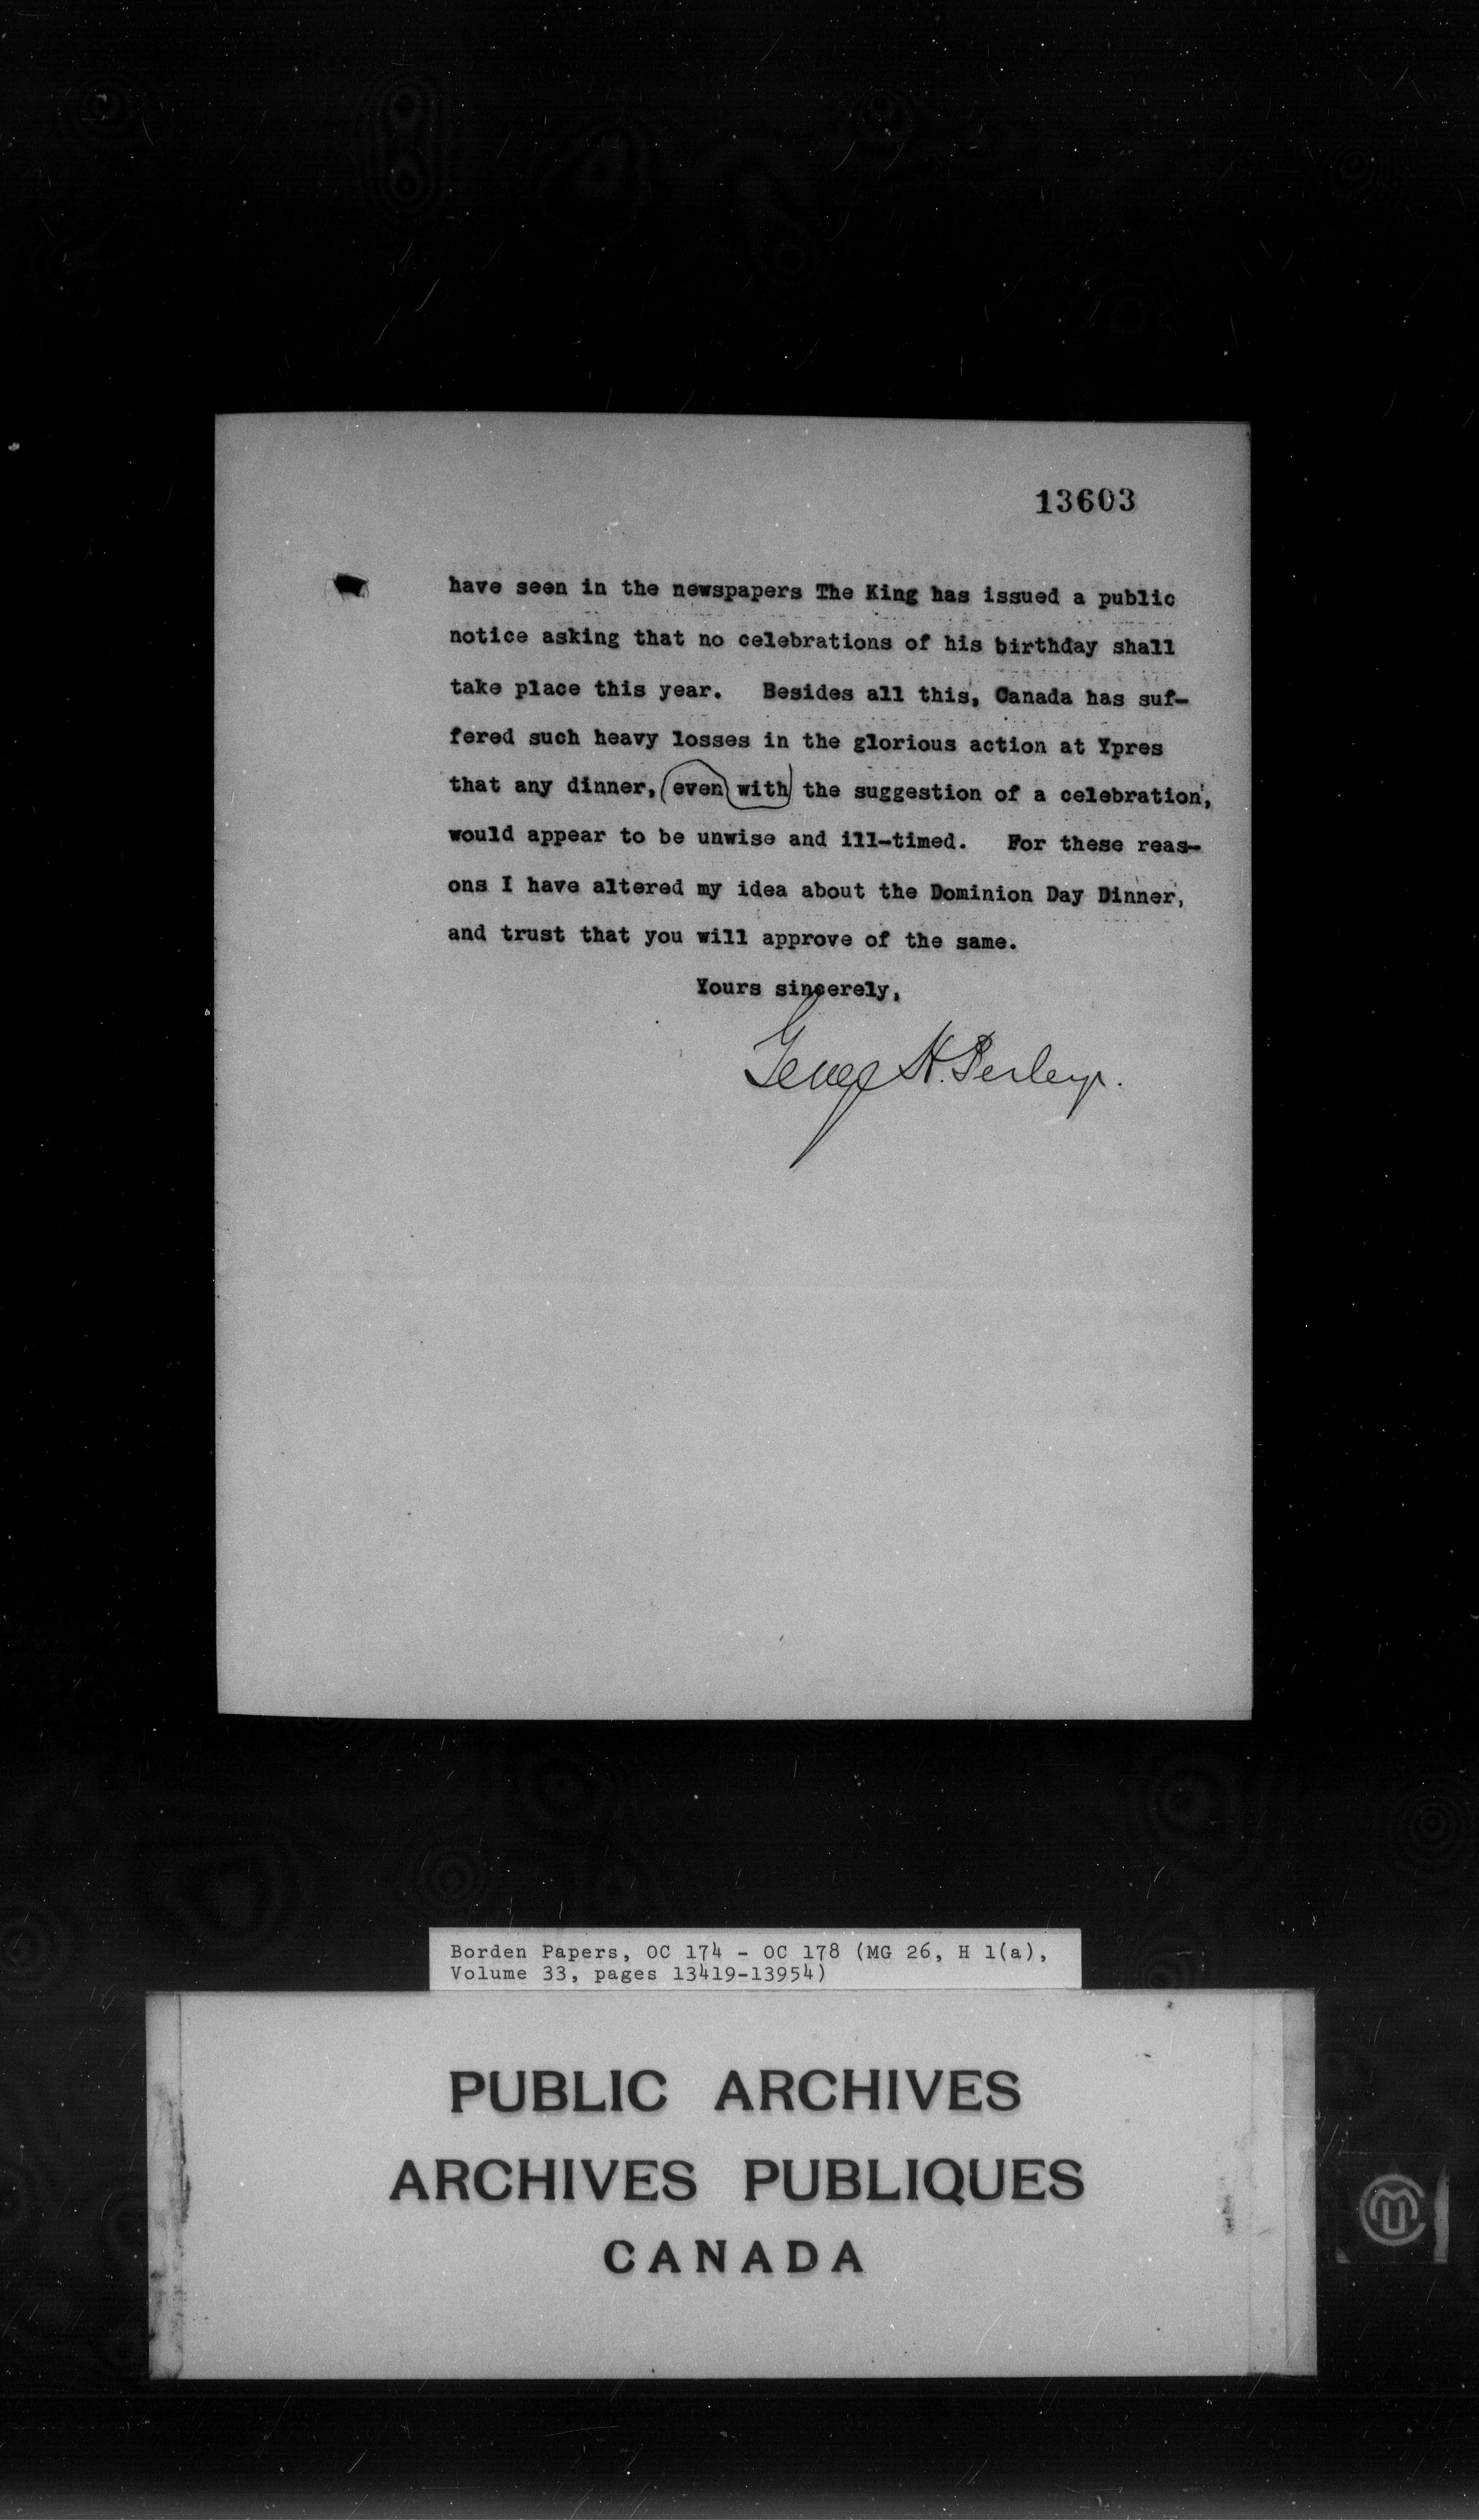 13603
have seen in the newspapers The King has issued a public
notice asking that no celebrations of his birthday shall
take place this year. Besides all this, Canada has suf-
fered such heavy losses in the glorious action at Ypres
that any dinner, even with the suggestion of a celebration,
would appear to be unwise and ill-timed. For these reas-
ons I have altered my idea about the Dominion Day Dinner,
and trust that you will approve of the same.
Yours sincerely,
George H. Perley.
Borden Papers, OC 174 - OC 178 (MG 26, H 1(a),
Volume 33, pages 13419-13954)
PUBLIC ARCHIVES
ARCHIVES PUBLIQUES
CANADA